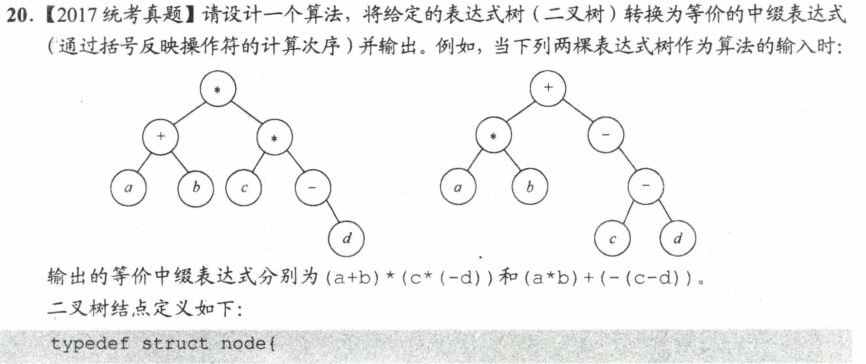 20.【2017统考真题】请设计一个算法，将给定的表达式树（二叉树）转换为等价的中缀表达式
（通过括号反映操作符的计算次序）并输出。例如，当下列两棵表达式树作为算法的输入时：
* +
+ * * -
a b c - a b -
d c d
输出的等价中缀表达式分别为(a+b)*(c*(-d))和(a*b)+(-(c-d))。
二叉树结点定义如下：
typedef struct node{